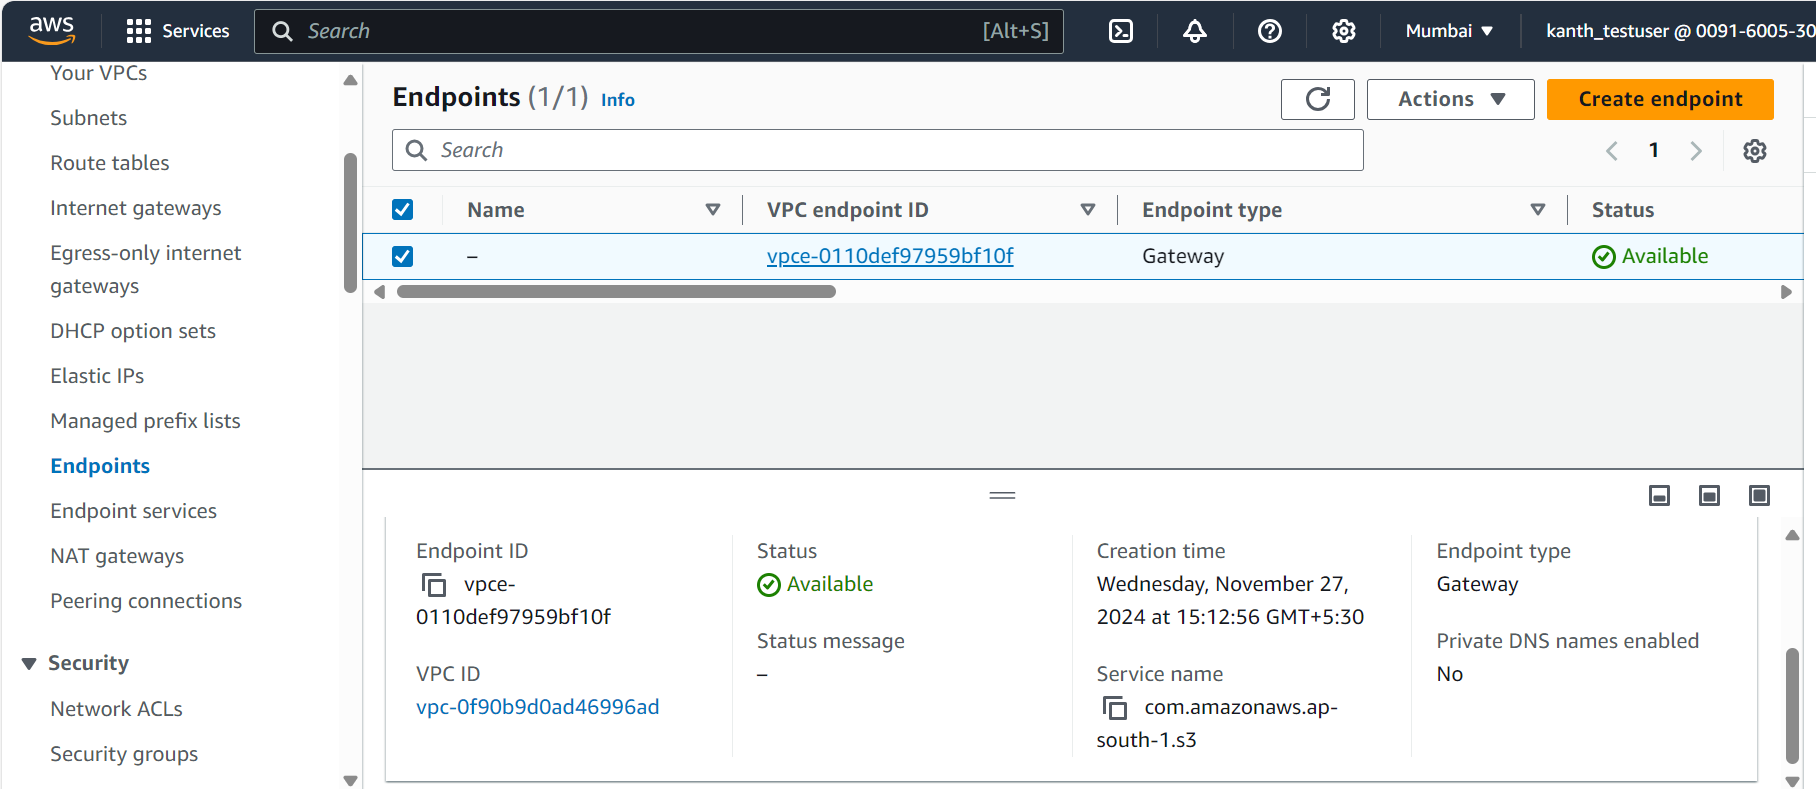 aws
Services
Search
[Alt+S]
Mumbai
kanth_testuser @ 0091-6005-30
Your VPCs
Subnets
Route tables
Internet gateways
Egress-only internet
gateways
DHCP option sets
Elastic IPs
Managed prefix lists
Endpoints
Endpoint services
NAT gateways
Peering connections
Security
Network ACLs
Security groups
Endpoints (1/1) Info
Actions
Create endpoint
Search
1
Name
VPC endpoint ID
Endpoint type
Status
–
vpce-0110def97959bf10f
Gateway
Available
Endpoint ID
vpce-
0110def97959bf10f
VPC ID
vpc-0f90b9d0ad46996ad
Status
Available
Status message
–
Creation time
Wednesday, November 27,
2024 at 15:12:56 GMT+5:30
Service name
com.amazonaws.ap-
south-1.s3
Endpoint type
Gateway
Private DNS names enabled
No